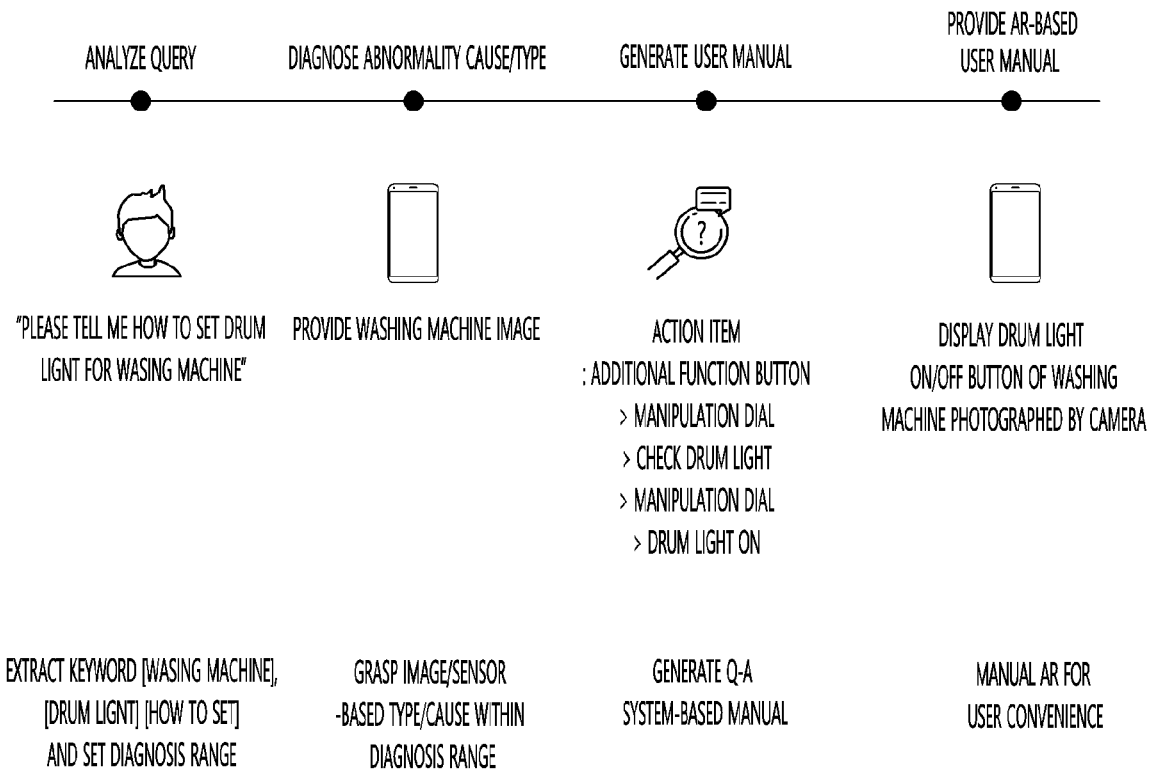 ANALYZE QUERY
DIAGNOSE ABNORMALITY CAUSE/TYPE
GENERATE USER MANUAL
PROVIDE AR-BASED
USER MANUAL
?
"PLEASE TELL ME HOW TO SET DRUM
LIGNT FOR WASING MACHINE"
PROVIDE WASHING MACHINE IMAGE
ACTION ITEM
: ADDITIONAL FUNCTION BUTTON
> MANIPULATION DIAL
> CHECK DRUM LIGHT
> MANIPULATION DIAL
> DRUM LIGHT ON
DISPLAY DRUM LIGHT
ON/OFF BUTTON OF WASHING
MACHINE PHOTOGRAPHED BY CAMERA
EXTRACT KEYWORD [WASING MACHINE],
[DRUM LIGNT] [HOW TO SET]
AND SET DIAGNOSIS RANGE
GRASP IMAGE/SENSOR
-BASED TYPE/CAUSE WITHIN
DIAGNOSIS RANGE
GENERATE Q-A
SYSTEM-BASED MANUAL
MANUAL AR FOR
USER CONVENIENCE